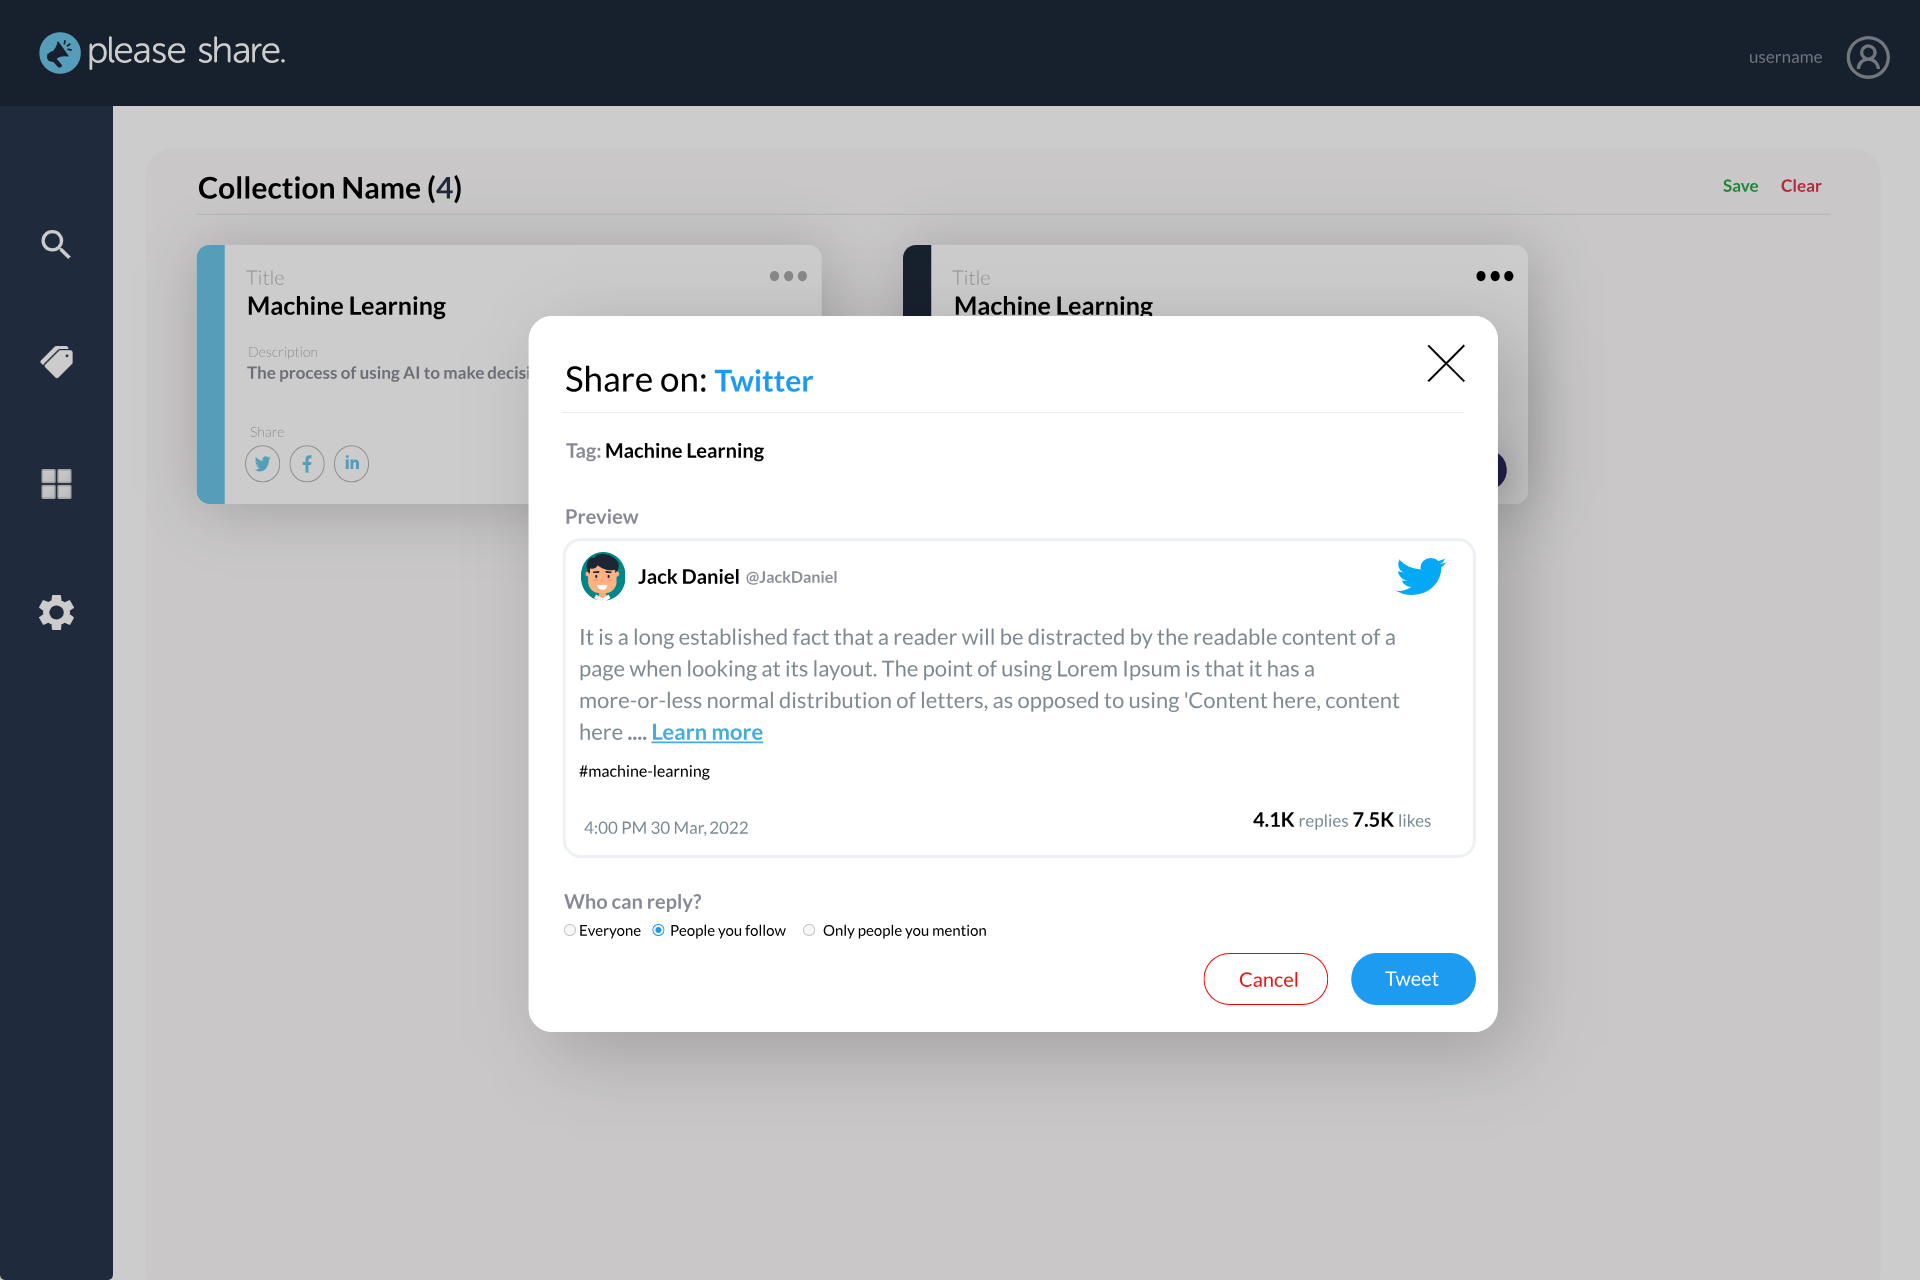 please share.
username
Collection Name (4)
Save Clear
Title
Machine Learning
Description
The process of using AI to make
Share
Title
Machine Learning
Share on: Twitter
Tag: Machine Learning
Preview
Jack Daniel @JackDaniel
It is a long established fact that a reader will be distracted by the readable content of a
page when looking at its layout. The point of using Lorem Ipsum is that it has a
more-or-less normal distribution of letters, as opposed to using 'Content here, content
here .... Learn more
#machine-learning
4:00 PM 30 Mar, 2022
4.1K replies 7.5K likes
Who can reply?
Everyone People you follow Only people you mention
Cancel Tweet